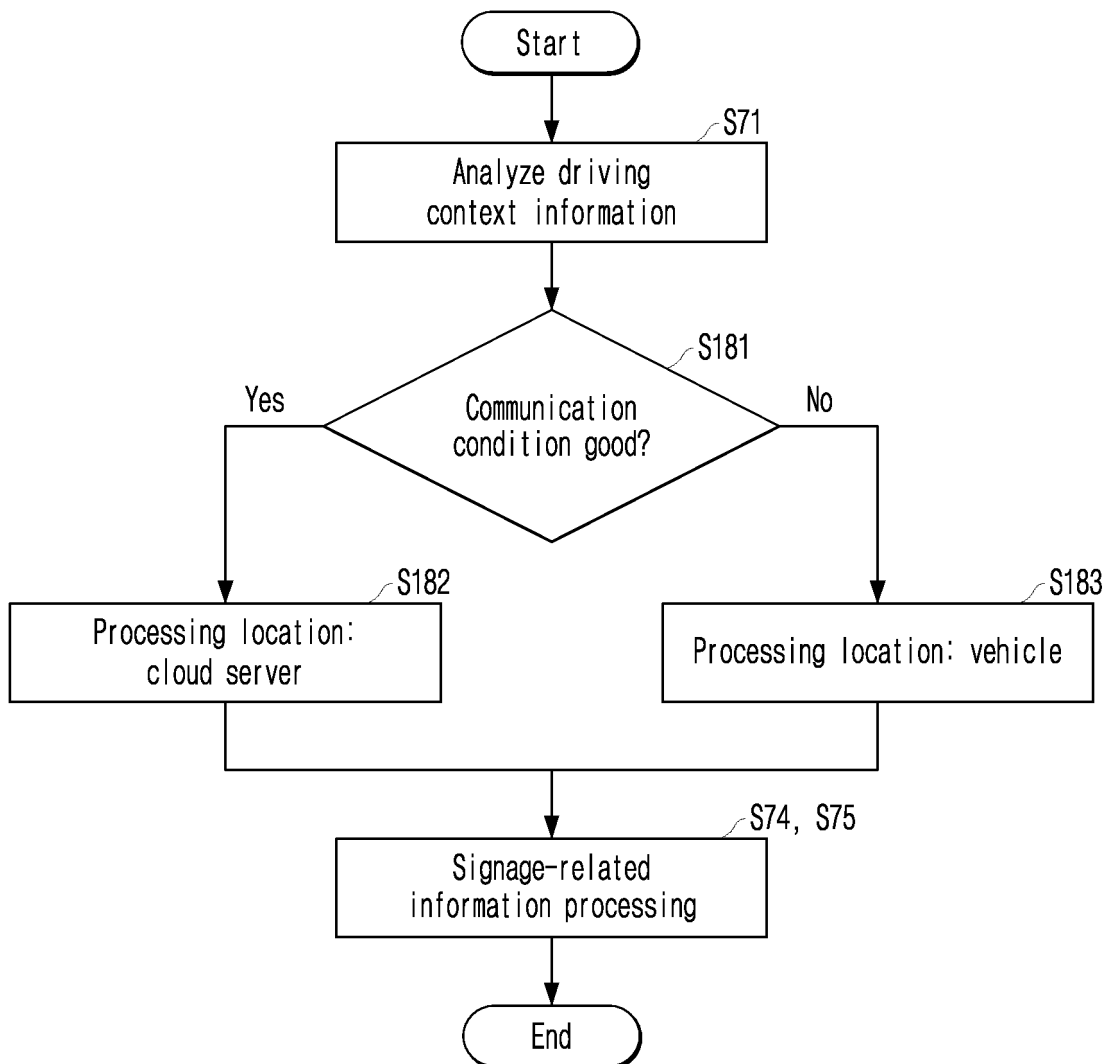 Start
S71
Analyze driving
context information
S181
Communication
condition good?
Yes
No
S182
Processing location:
cloud server
S183
Processing location: vehicle
S74, S75
Signage-related
information processing
End